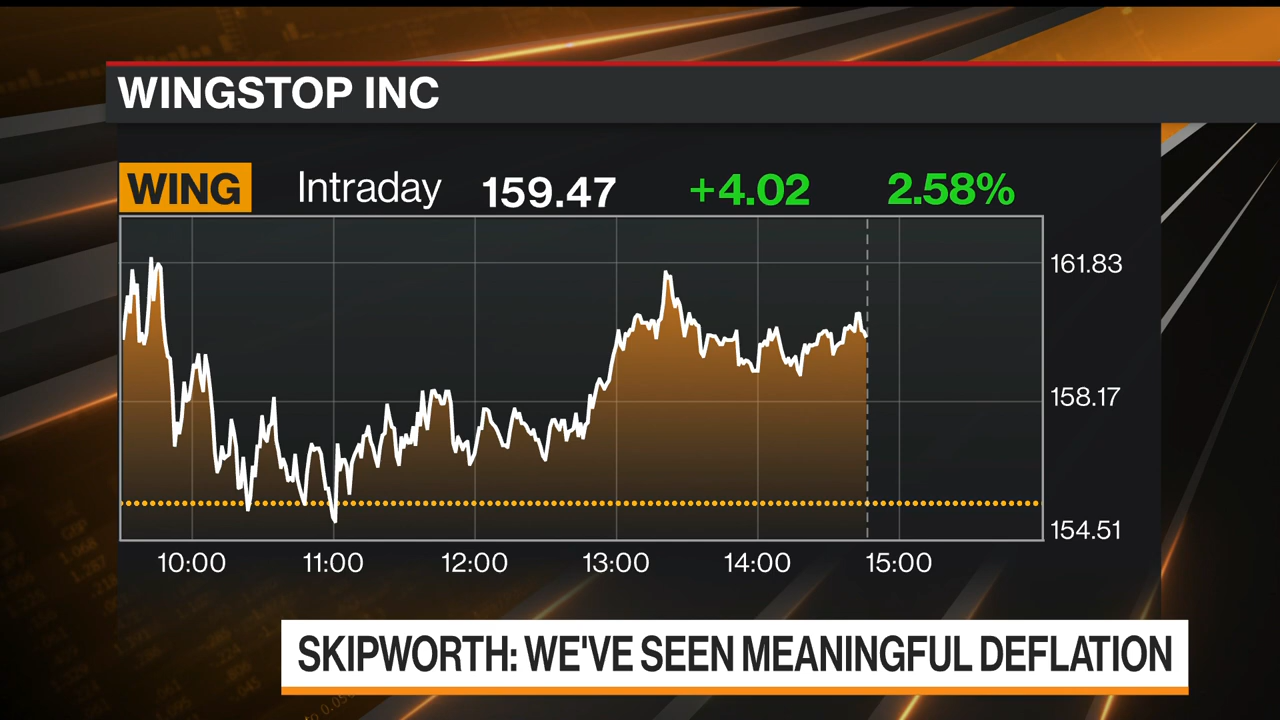 WINGSTOP INC
WING Intraday 159.47 +4.02 2.58%
161.83
158.17
154.51
10:00 11:00 12:00 13:00 14:00 15:00
SKIPWORTH: WE'VE SEEN MEANINGFUL DEFLATION